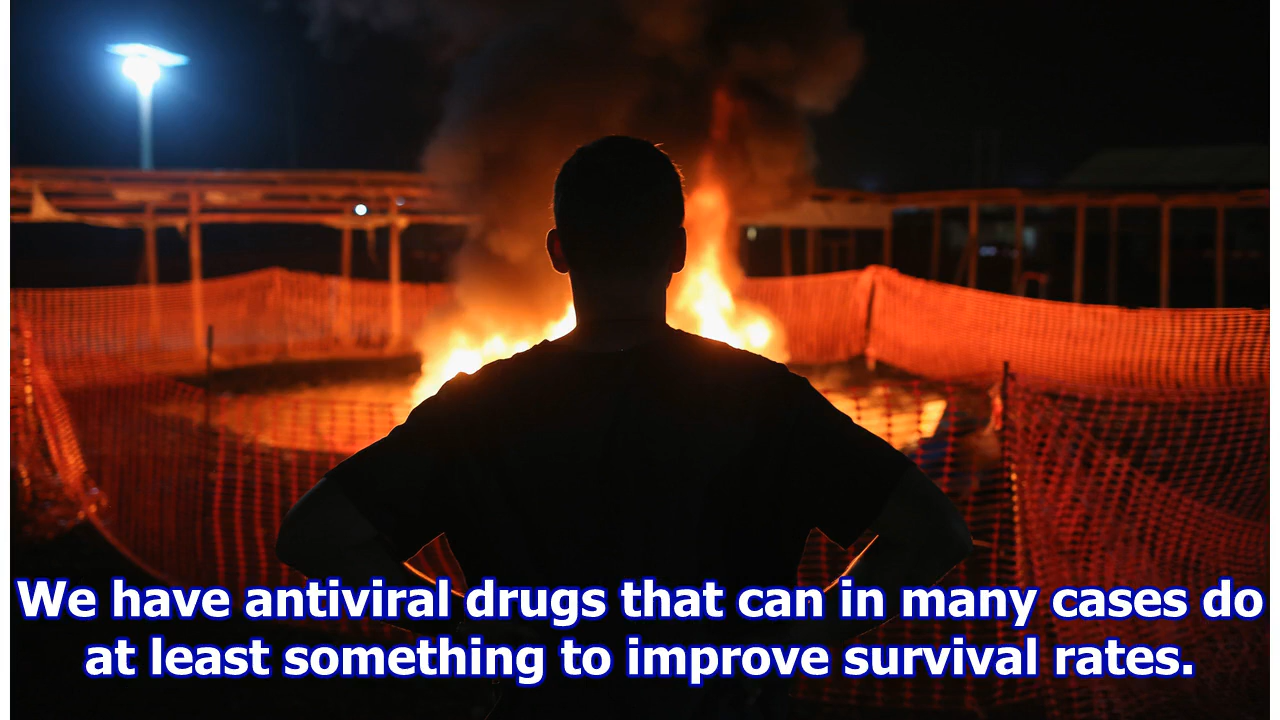 We have antiviral drugs that can in many cases do
at least something to improve survival rates.